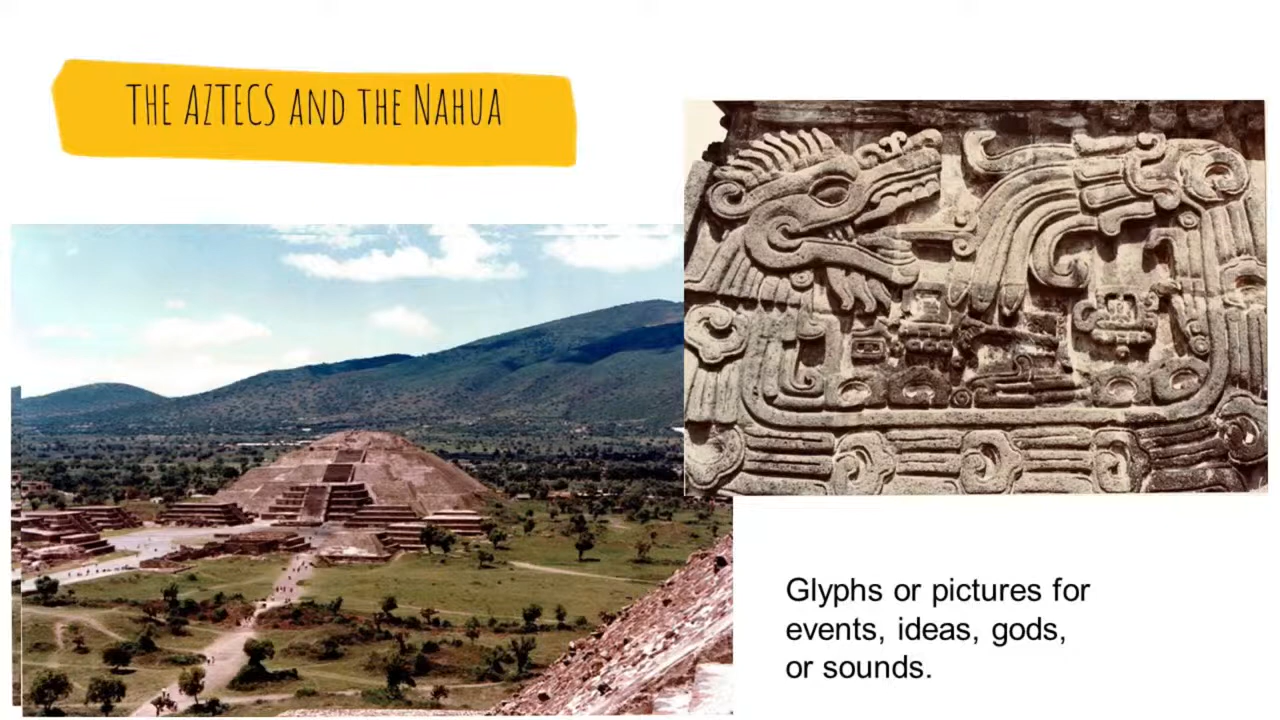 THE AZTECS AND THE NAHUA
Glyphs or pictures for
events, ideas, gods,
or sounds.